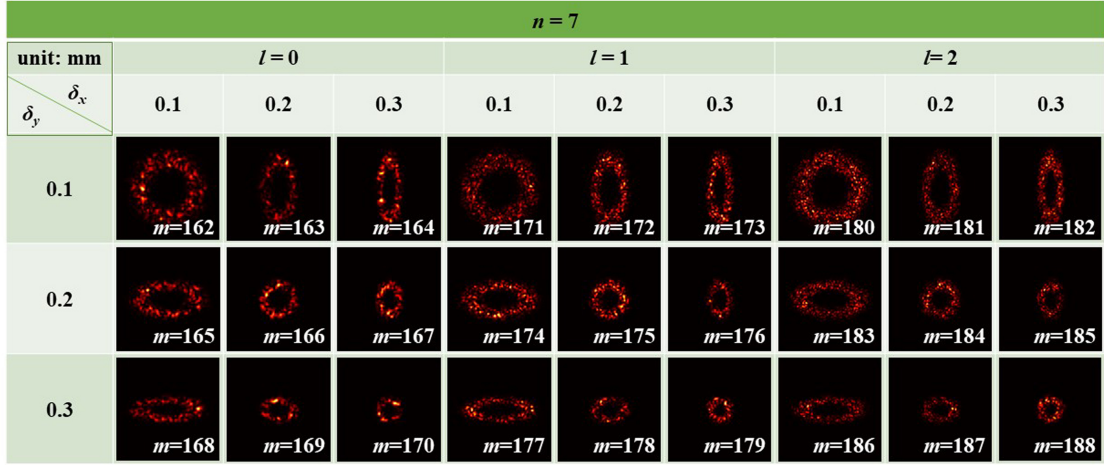 n = 7
unit: mm
l = 0
l = 1
l = 2
δx
δy
0.1 0.2 0.3 0.1 0.2 0.3 0.1 0.2 0.3
0.1
m=162 m=163 m=164 m=171 m=172 m=173 m=180 m=181 m=182
0.2
m=165 m=166 m=167 m=174 m=175 m=176 m=183 m=184 m=185
0.3
m=168 m=169 m=170 m=177 m=178 m=179 m=186 m=187 m=188